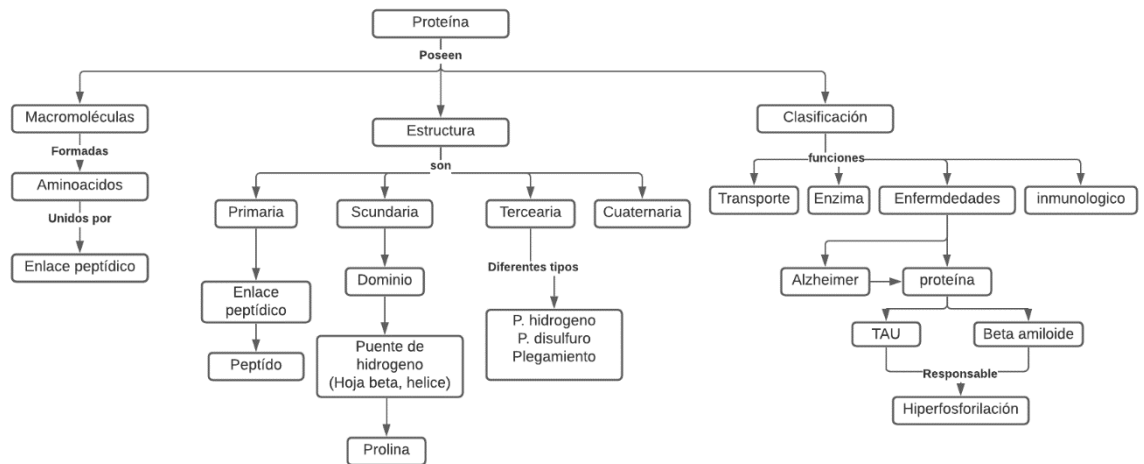 Proteína
Poseen
Macromoléculas
Estructura
Clasificación
Formadas
son
funciones
Aminoacidos
Primaria
Scundaria
Tercearia
Cuaternaria
Transporte
Enzima
Enfermdedades
inmunologico
Unidos por
Enlace peptídico
Diferentes tipos
Enlace
peptídico
Dominio
Alzheimer
proteína
P. hidrogeno
P. disulfuro
Plegamiento
TAU
Beta amiloide
Peptído
Puente de
hidrogeno
(Hoja beta, helice)
Responsable
Hiperfosforilación
Prolina